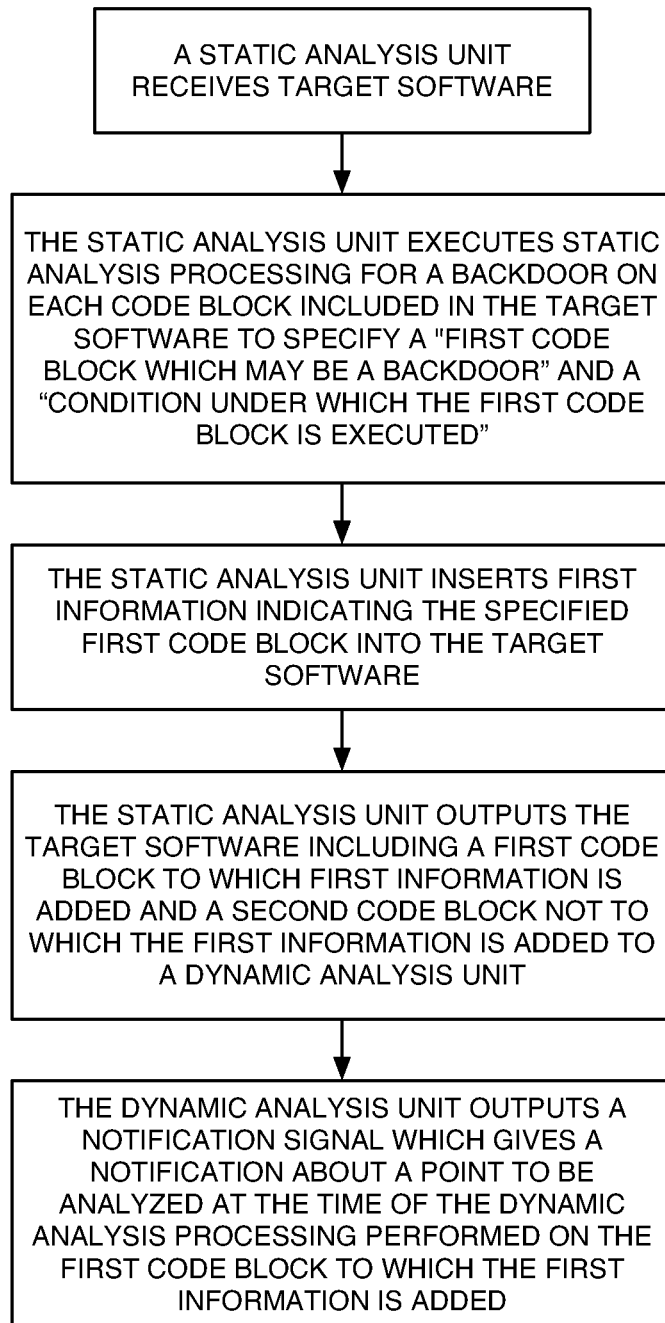 A STATIC ANALYSIS UNIT
RECEIVES TARGET SOFTWARE
THE STATIC ANALYSIS UNIT EXECUTES STATIC
ANALYSIS PROCESSING FOR A BACKDOOR ON
EACH CODE BLOCK INCLUDED IN THE TARGET
SOFTWARE TO SPECIFY A "FIRST CODE
BLOCK WHICH MAY BE A BACKDOOR” AND A
“CONDITION UNDER WHICH THE FIRST CODE
BLOCK IS EXECUTED”
THE STATIC ANALYSIS UNIT INSERTS FIRST
INFORMATION INDICATING THE SPECIFIED
FIRST CODE BLOCK INTO THE TARGET
SOFTWARE
THE STATIC ANALYSIS UNIT OUTPUTS THE
TARGET SOFTWARE INCLUDING A FIRST CODE
BLOCK TO WHICH FIRST INFORMATION IS
ADDED AND A SECOND CODE BLOCK NOT TO
WHICH THE FIRST INFORMATION IS ADDED TO
A DYNAMIC ANALYSIS UNIT
THE DYNAMIC ANALYSIS UNIT OUTPUTS A
NOTIFICATION SIGNAL WHICH GIVES A
NOTIFICATION ABOUT A POINT TO BE
ANALYZED AT THE TIME OF THE DYNAMIC
ANALYSIS PROCESSING PERFORMED ON THE
FIRST CODE BLOCK TO WHICH THE FIRST
INFORMATION IS ADDED